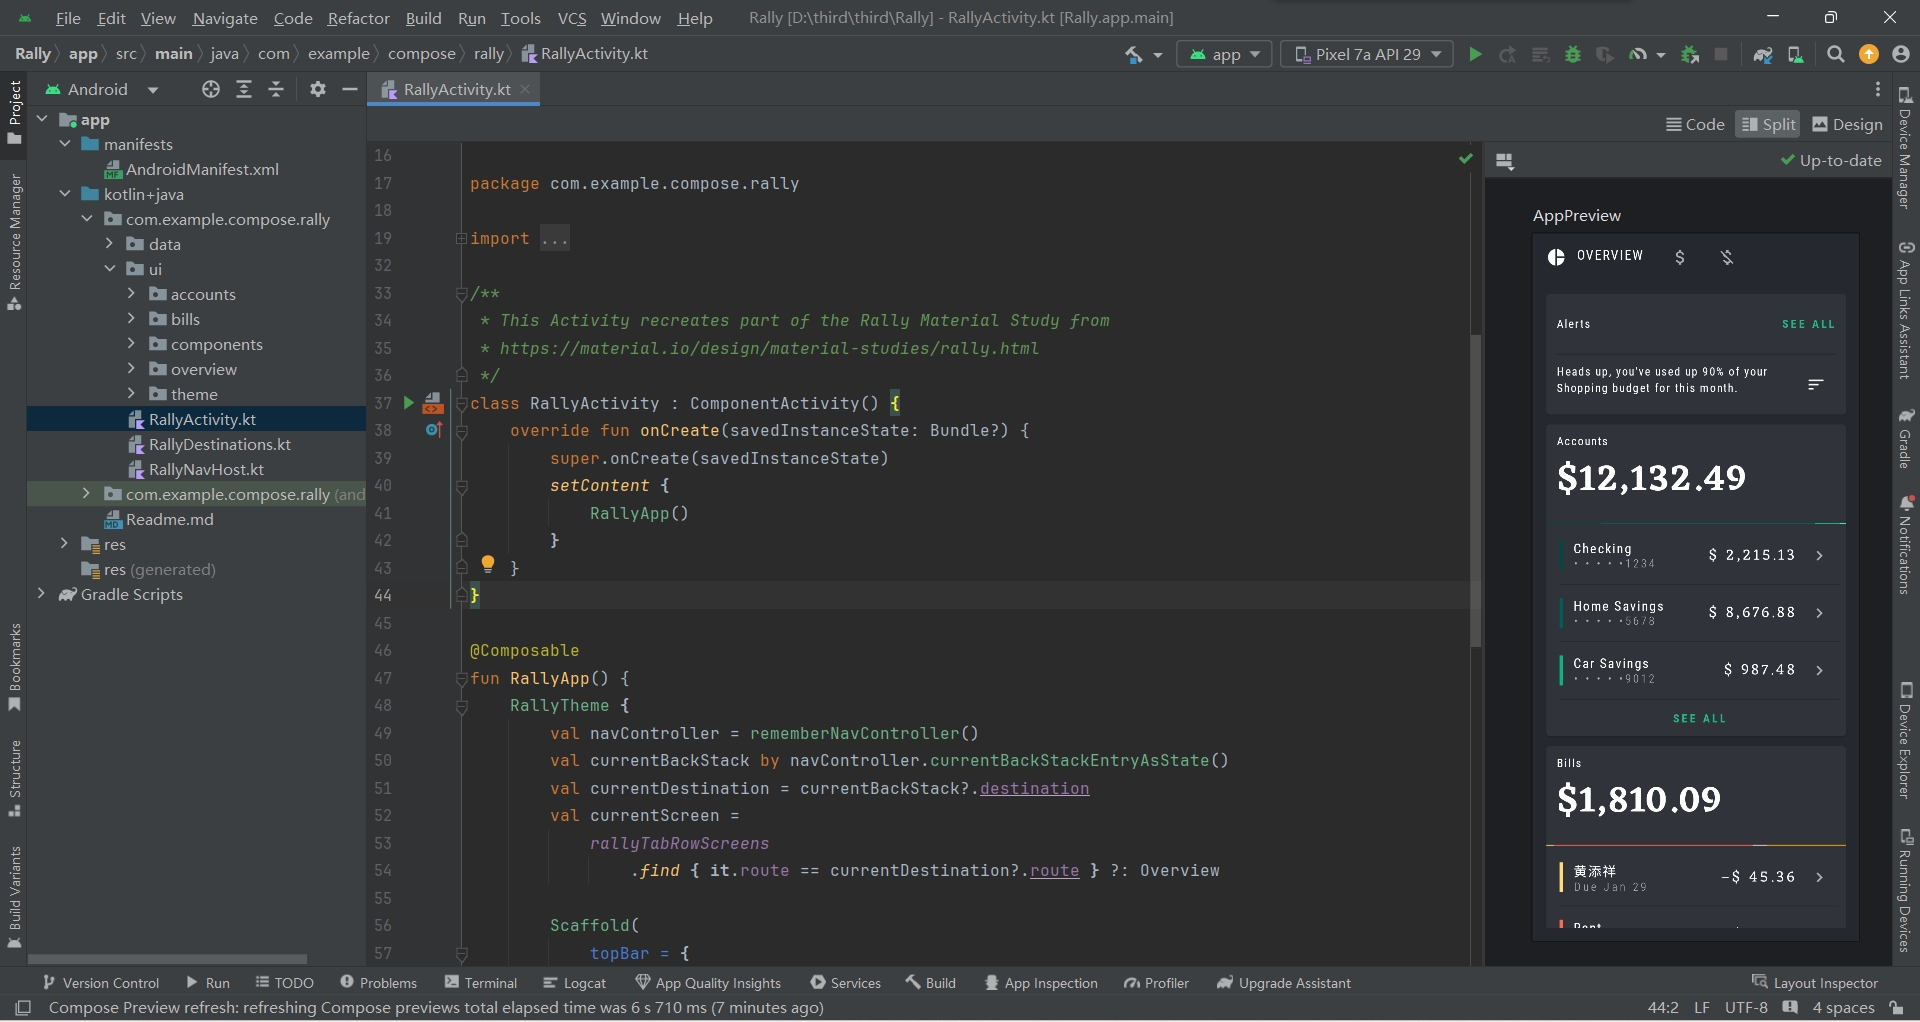 File Edit View Navigate Code Refactor Build Run Tools VCS Window Help Rally [D:\third\third\Rally] - RallyActivity.kt [Rally.app.main]
Rally app src main java com example compose rally RallyActivity.kt app Pixel 7a API 29
Android
RallyActivity.kt
Code Split Design
Up-to-date
Project
Resource Manager
Bookmarks
Structure
Build Variants
app
manifests
AndroidManifest.xml
kotlin+java
com.example.compose.rally
data
ui
accounts
bills
components
overview
theme
RallyActivity.kt
RallyDestinations.kt
RallyNavHost.kt
com.example.compose.rally (and
Readme.md
res
res (generated)
Gradle Scripts
16
17 package com.example.compose.rally
18
19 import ...
32
33 /**
34 * This Activity recreates part of the Rally Material Study from
35 * https://material.io/design/material-studies/rally.html
36 */
37 class RallyActivity : ComponentActivity() {
38 override fun onCreate(savedInstanceState: Bundle?) {
39 super.onCreate(savedInstanceState)
40 setContent {
41 RallyApp()
42 }
43 }
44 }
45
46 @Composable
47 fun RallyApp() {
48 RallyTheme {
49 val navController = rememberNavController()
50 val currentBackStack by navController.currentBackStackEntryAsState()
51 val currentDestination = currentBackStack?.destination
52 val currentScreen =
53 rallyTabRowScreens
54 .find { it.route == currentDestination?.route } ?: Overview
55
56 Scaffold(
57 topBar = {
AppPreview
OVERVIEW
Alerts SEE ALL
Heads up, you've used up 90% of your
Shopping budget for this month.
Accounts
$12,132.49
Checking $ 2,215.13
·····1234
Home Savings $ 8,676.88
·····5678
Car Savings $ 987.48
·····9012
SEE ALL
Bills
$1,810.09
黄添祥 -$ 45.36
Due Jan 29
Device Manager
App Links Assistant
Gradle
Notifications
Device Explorer
Running Devices
Version Control Run TODO Problems Terminal Logcat App Quality Insights Services Build App Inspection Profiler Upgrade Assistant Layout Inspector
Compose Preview refresh: refreshing Compose previews total elapsed time was 6 s 710 ms (7 minutes ago) 44:2 LF UTF-8 4 spaces